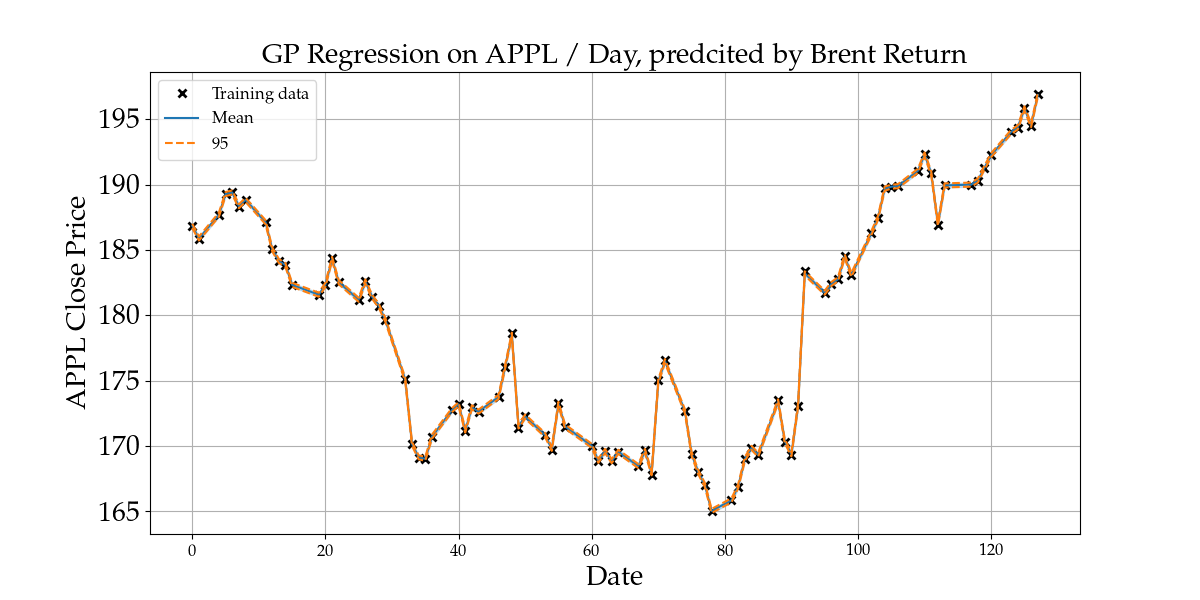 GP Regression on APPL / Day, predcited by Brent Return
Training data
Mean
95
APPL Close Price
195
190
185
180
175
170
165
0 20 40 60 80 100 120
Date